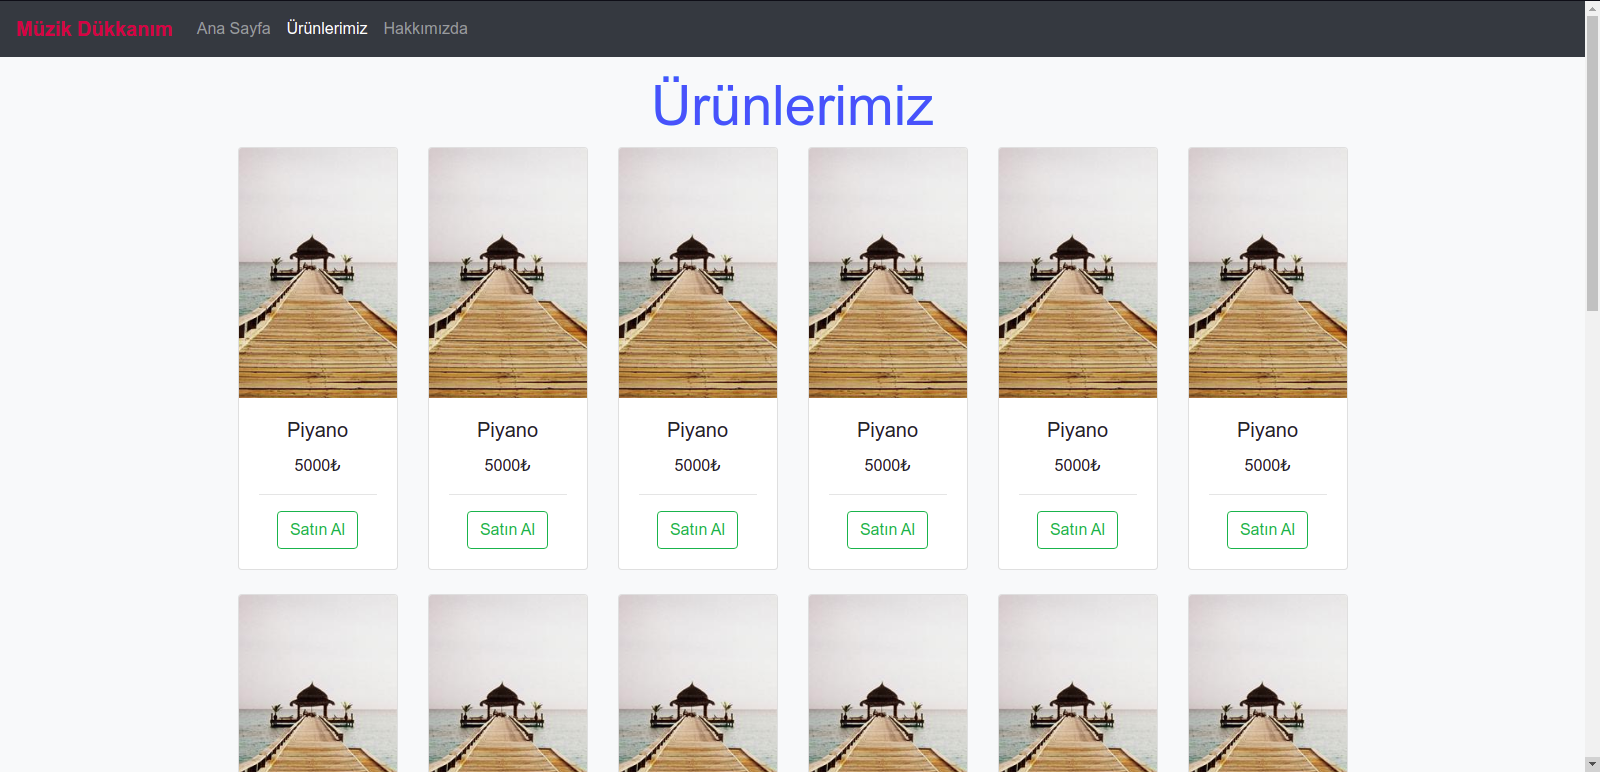 Müzik Dükkanım Ana Sayfa Ürünlerimiz Hakkımızda
Ürünlerimiz
Piyano Piyano Piyano Piyano Piyano Piyano
5000₺ 5000₺ 5000₺ 5000₺ 5000₺ 5000₺
Satın Al Satın Al Satın Al Satın Al Satın Al Satın Al